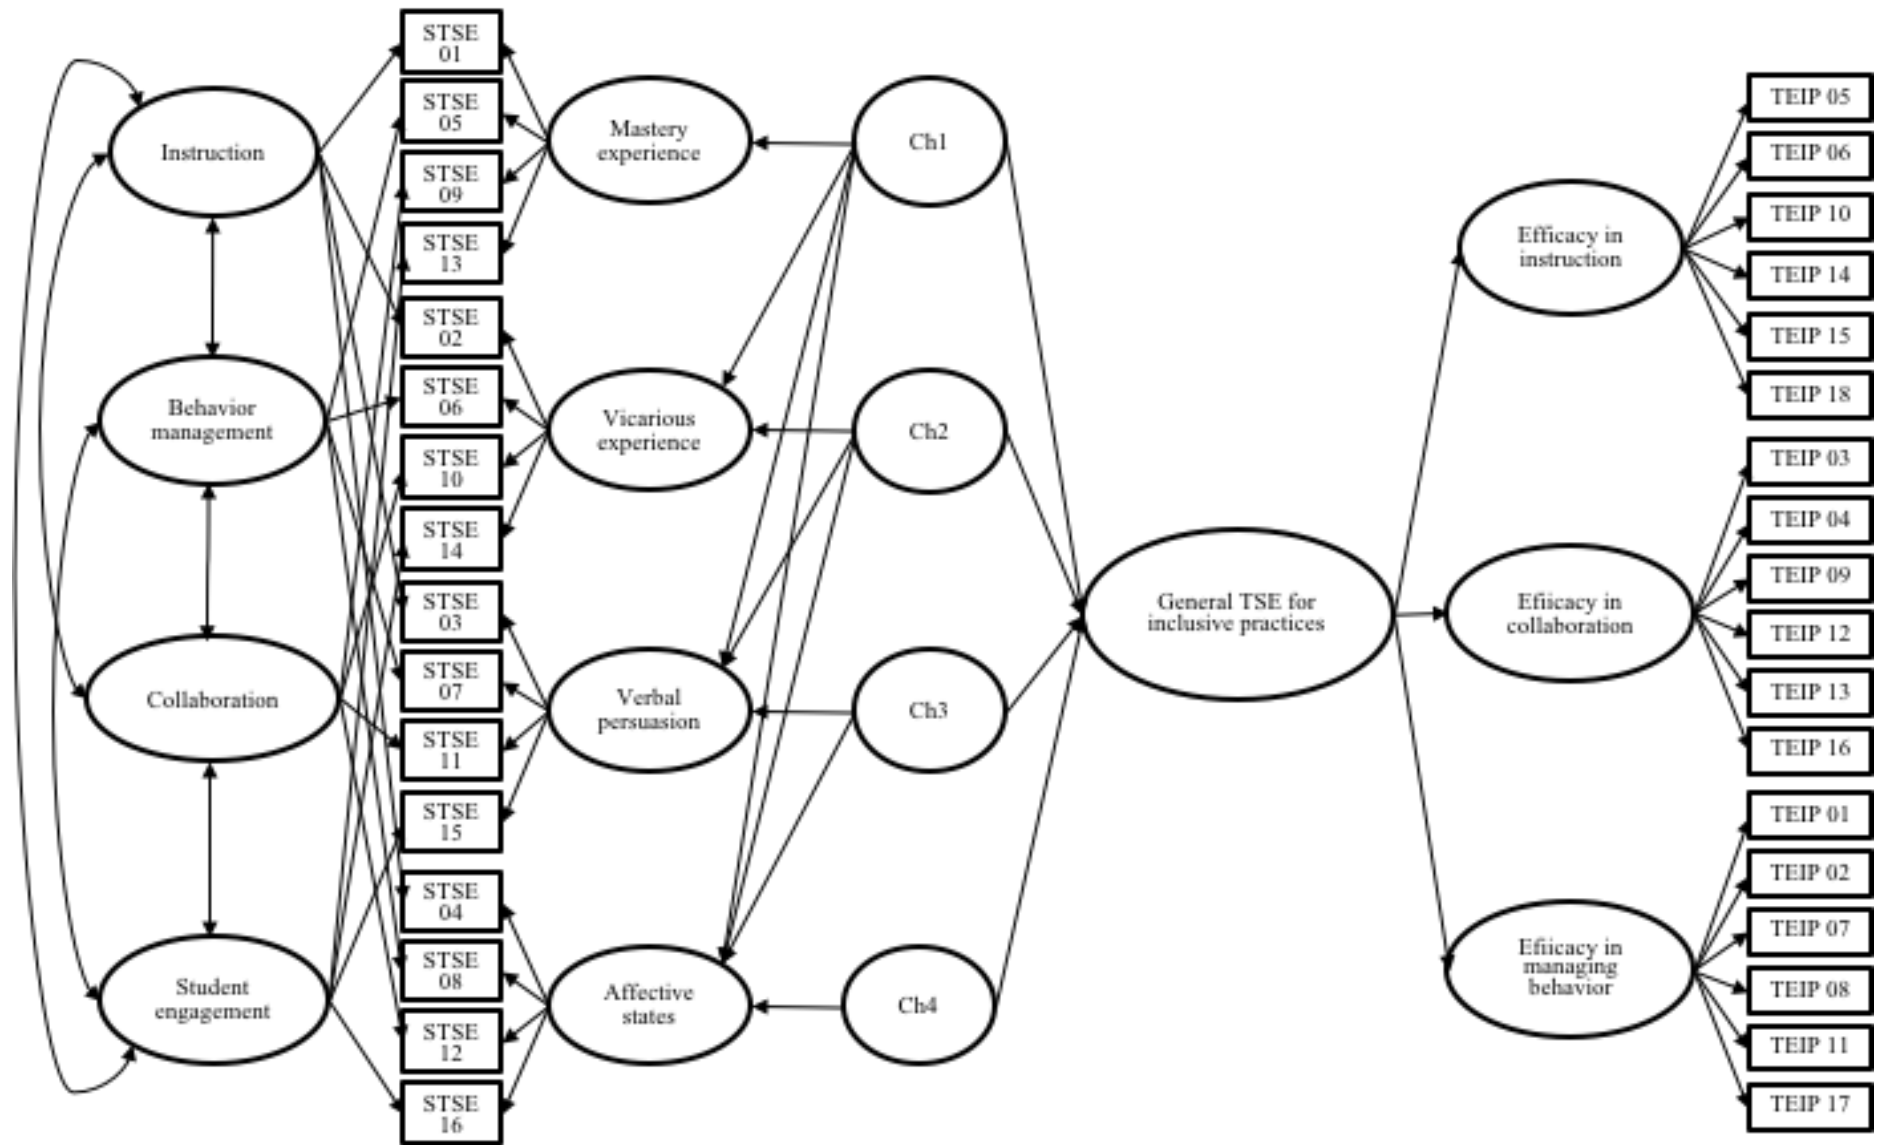 Instruction
Behavior
management
Collaboration
Student
engagement
STSE
01
STSE
05
STSE
09
STSE
13
STSE
02
STSE
06
STSE
10
STSE
14
STSE
03
STSE
07
STSE
11
STSE
15
STSE
04
STSE
08
STSE
12
STSE
16
Mastery
experience
Vicarious
experience
Verbal
persuasion
Affective
states
Ch1
Ch2
Ch3
Ch4
General TSE for
inclusive practices
Efficacy in
instruction
Efiicacy in
collaboration
Efiicacy in
managing
behavior
TEIP 05
TEIP 06
TEIP 10
TEIP 14
TEIP 15
TEIP 18
TEIP 03
TEIP 04
TEIP 09
TEIP 12
TEIP 13
TEIP 16
TEIP 01
TEIP 02
TEIP 07
TEIP 08
TEIP 11
TEIP 17